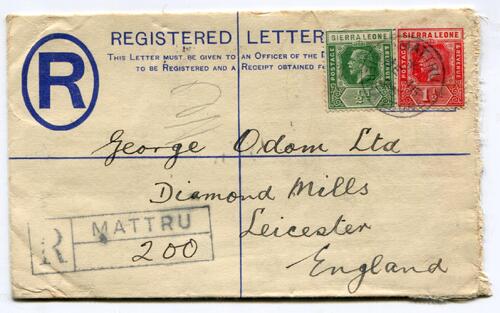 REGISTERED LETTER
THIS LETTER MUST BE GIVEN TO AN OFFICER OF THE
TO BE REGISTERED AND A RECEIPT OBTAINED
R
SIERRA LEONE
POSTAGE
& REVENUE
SIERRA LEONE
POSTAGE
& REVENUE
George Odom Ltd
Diamond Mills
Leicester
England
R
MATTRU
200